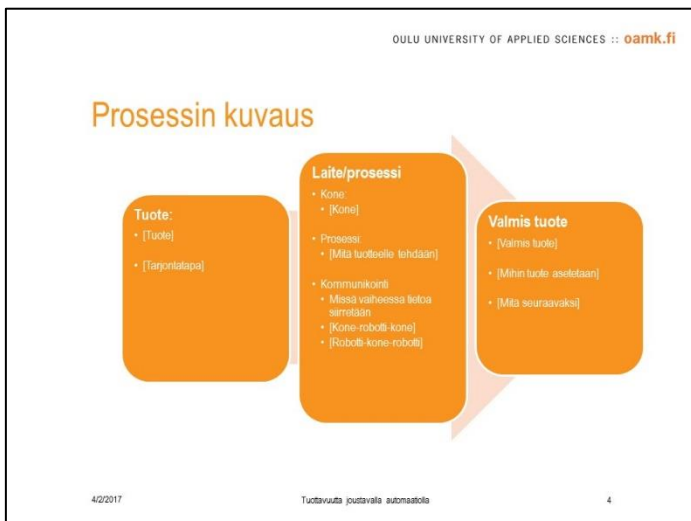 OULU UNIVERSITY OF APPLIED SCIENCES :: oamk.fi
Prosessin kuvaus
Tuote:
• [Tuote]
• [Tarjontatapa]
Laite/prosessi
• Kone:
• [Kone]
• Prosessi:
• [Mitä tuotteelle tehdään]
• Kommunikointi
• Missä vaiheessa tietoa
siirretään
• [Kone-robotti-kone]
• [Robotti-kone-robotti]
Valmis tuote
• [Valmis tuote]
• [Mihin tuote asetetaan]
• [Mitä seuraavaksi]
4/2/2017
Tuottavuutta joustavalla automaatiolla
4